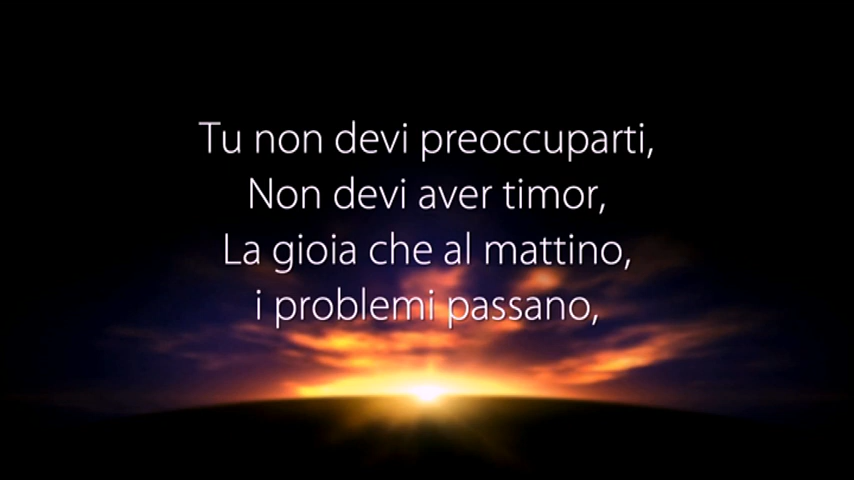 Tu non devi preoccuparti,
Non devi aver timor,
La gioia che al mattino,
i problemi passano,